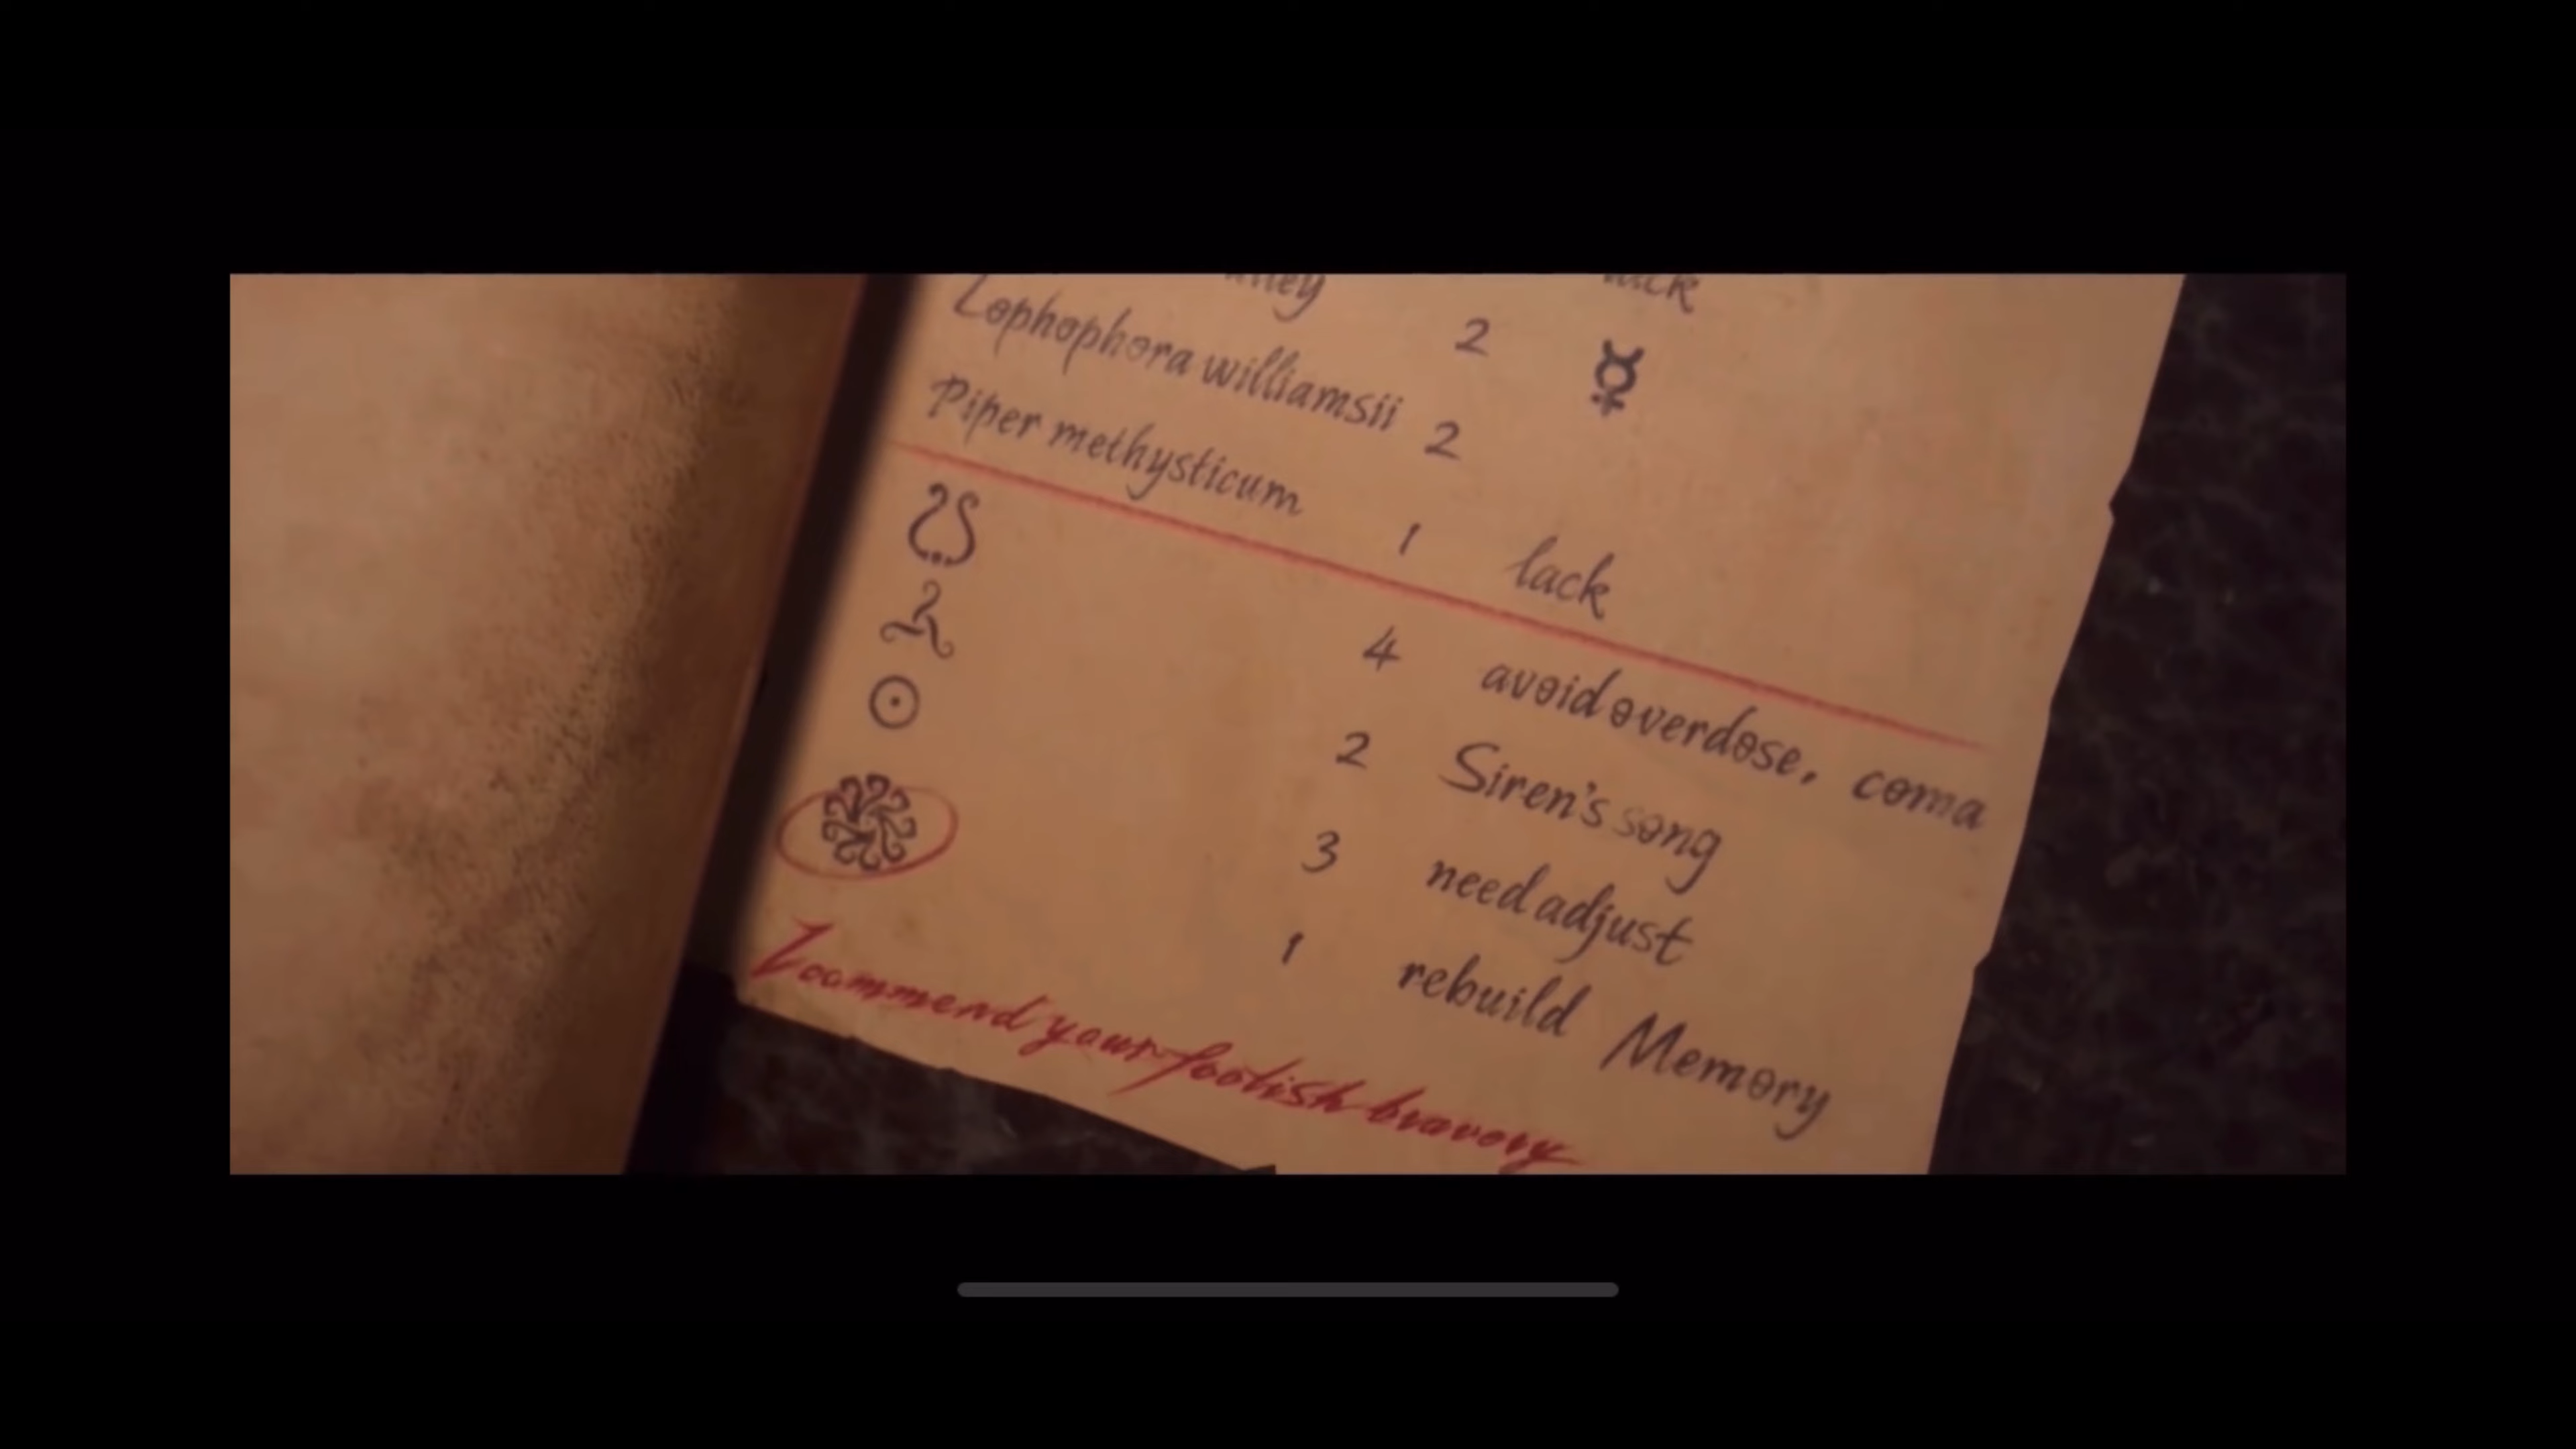 Lophophora williamsii 2 ☿
Piper methysticum 2
1 lack
4 avoid overdose, coma
2 Siren's song
☉ 3 need adjust
1 rebuild Memory
I commend your foolish bravery